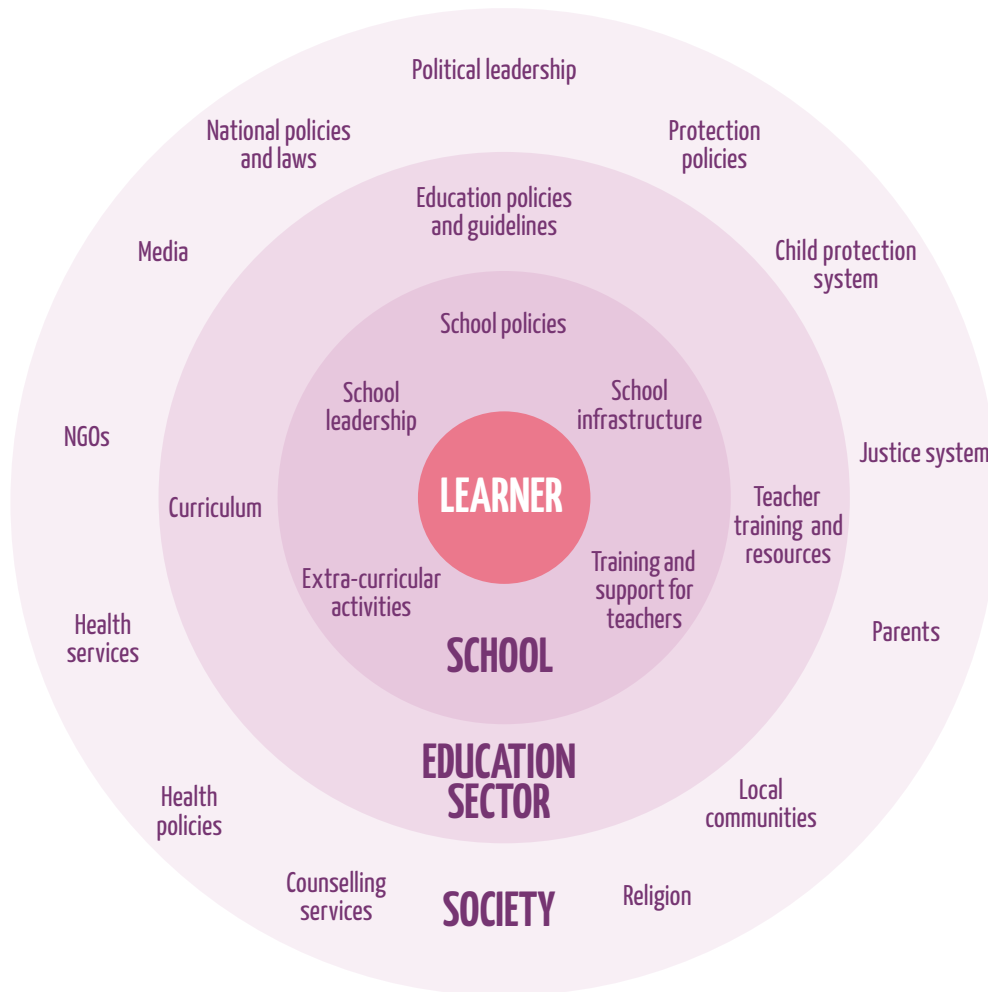 Political leadership
National policies
and laws
Protection
policies
Education policies
and guidelines
Media
Child protection
system
School policies
School
leadership
School
infrastructure
NGOs
Justice system
LEARNER
Curriculum
Teacher
training and
resources
Extra-curricular
activities
Training and
support for
teachers
Health
services
Parents
SCHOOL
EDUCATION
SECTOR
Health
policies
Local
communities
Counselling
services
SOCIETY
Religion